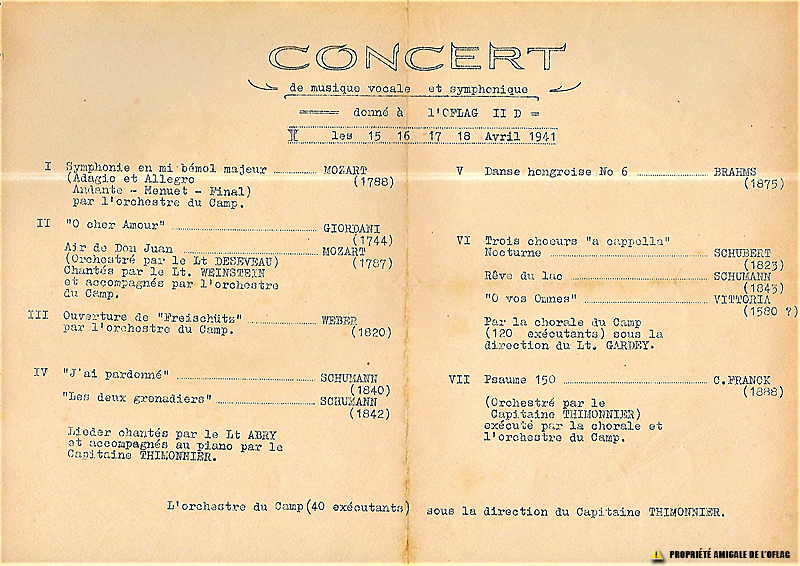 CONCERT
de musique vocale et symphonique
donné à l'OFLAG II D =
les 15 16 17 18 Avril 1941
I Symphonie en mi bémol majeur ........... MOZART
(Adagio et Allegro (1788)
Andante - Menuet - Final)
par l'orchestre du Camp.
II "O cher Amour" ........... GIORDANI
(1744)
Air de Don Juan ........... MOZART
(Orchestré par le Lt DESEVEAU) (1787)
Chantés par le Lt. WEINSTEIN
et accompagnés par l'orchestre
du Camp.
III Ouverture de "Freischütz" ........... WEBER
par l'orchestre du Camp. (1820)
IV "J'ai pardonné" ........... SCHUMANN
(1840)
"Les deux grenadiers" ........... SCHUMANN
(1842)
Lieder chantés par le Lt ABRY
et accompagnés au piano par le
Capitaine THIMONNIER.
V Danse hongroise No 6 ........... BRAHMS
(1875)
VI Trois choeurs "a cappella"
Nocturne ........... SCHUBERT
(1823)
Rêve du lac ........... SCHUMANN
(1843)
"O vos Omnes" ........... VITTORIA
(1580 ?)
Par la chorale du Camp
(120 exécutants) sous la
direction du Lt. GARDEY.
VII Psaume 150 ........... C.FRANCK
(1888)
(Orchestré par le
Capitaine THIMONNIER)
exécuté par la chorale et
l'orchestre du Camp.
L'orchestre du Camp(40 exécutants) sous la direction du Capitaine THIMONNIER.
PROPRIÉTÉ AMIGALE DE L'OFLAG